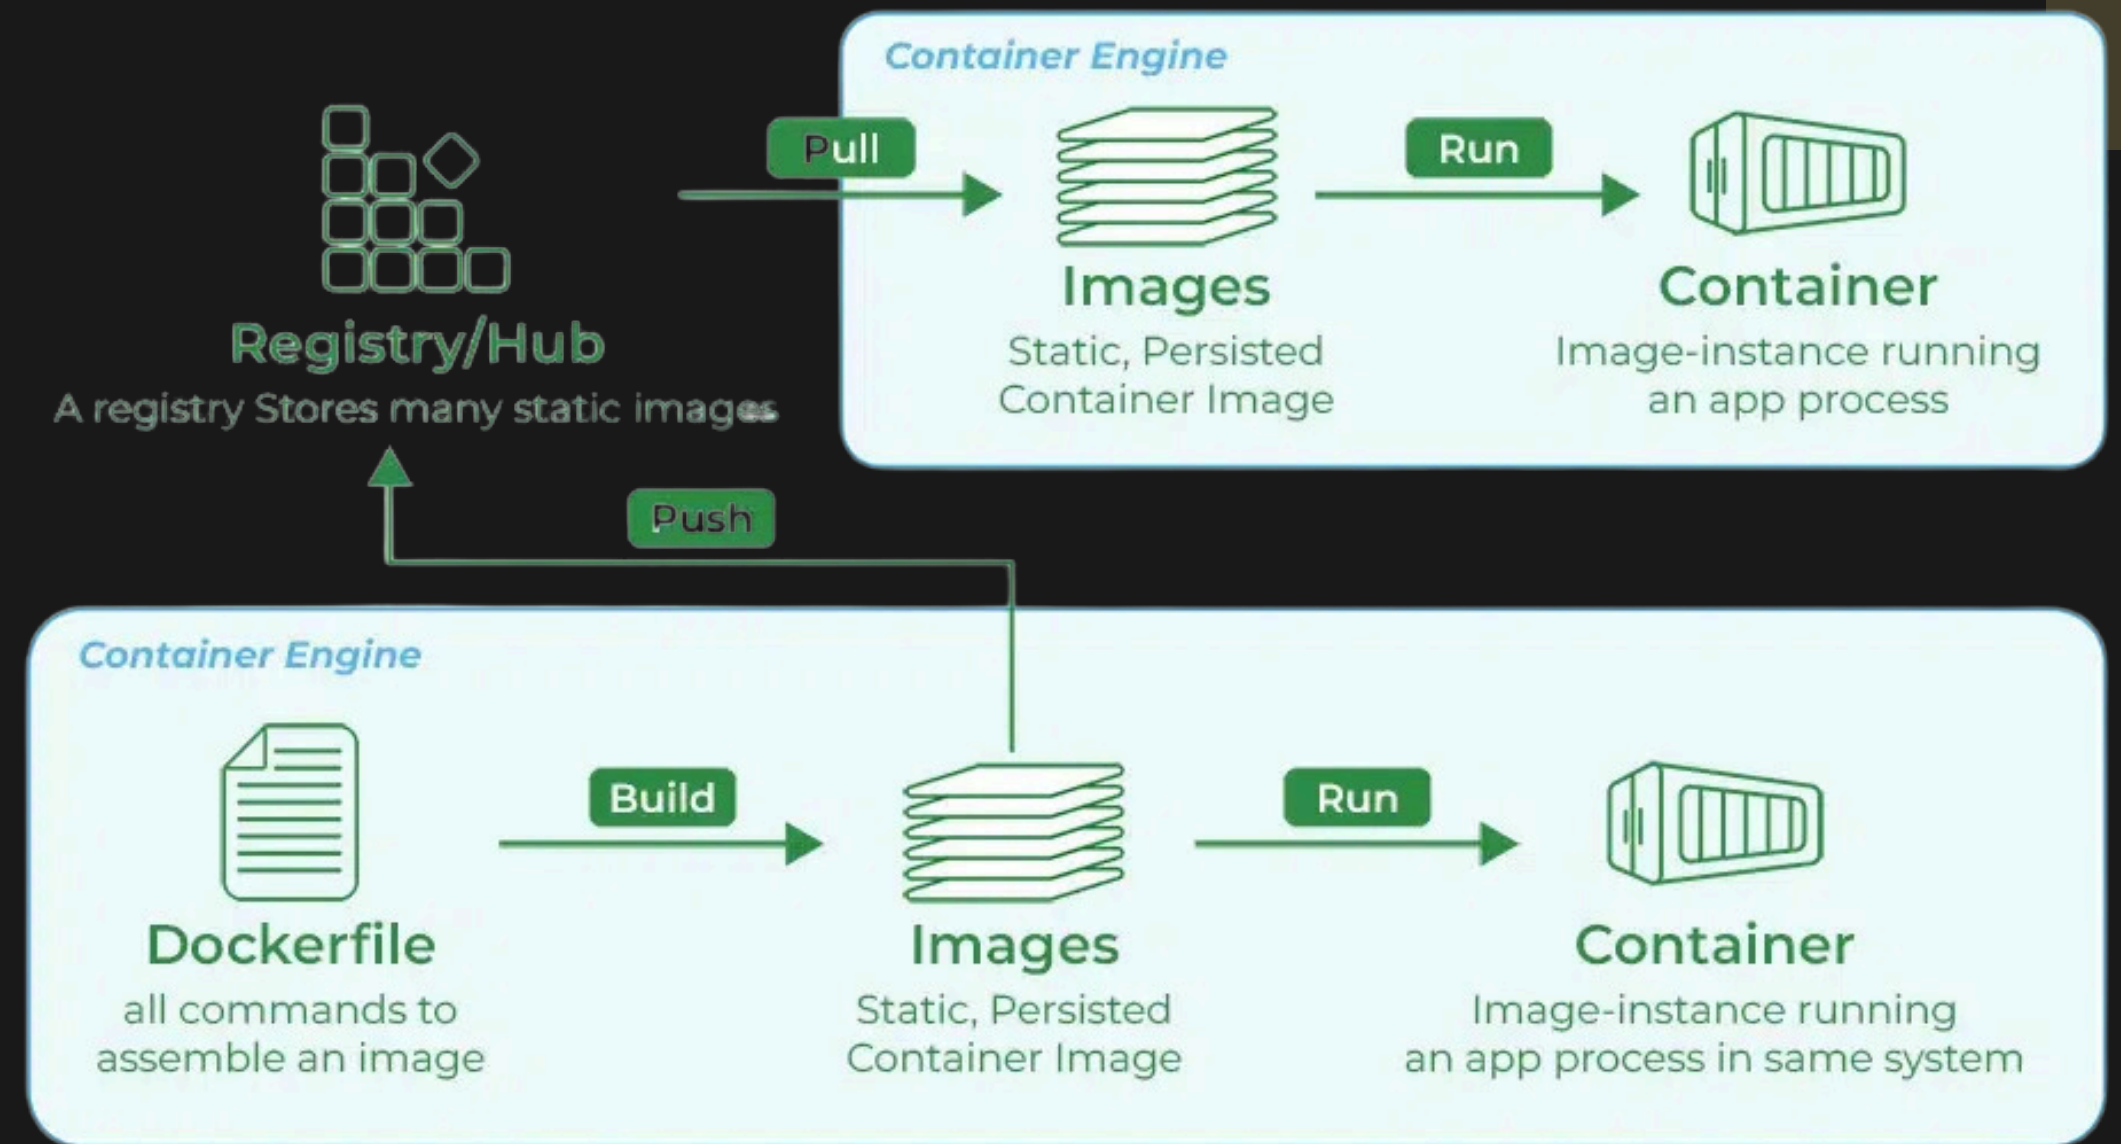 Container Engine
Pull
Run
Images
Static, Persisted
Container Image
Container
Image-instance running
an app process
Registry/Hub
A registry Stores many static images
Push
Container Engine
Build
Run
Dockerfile
all commands to
assemble an image
Images
Static, Persisted
Container Image
Container
Image-instance running
an app process in same system